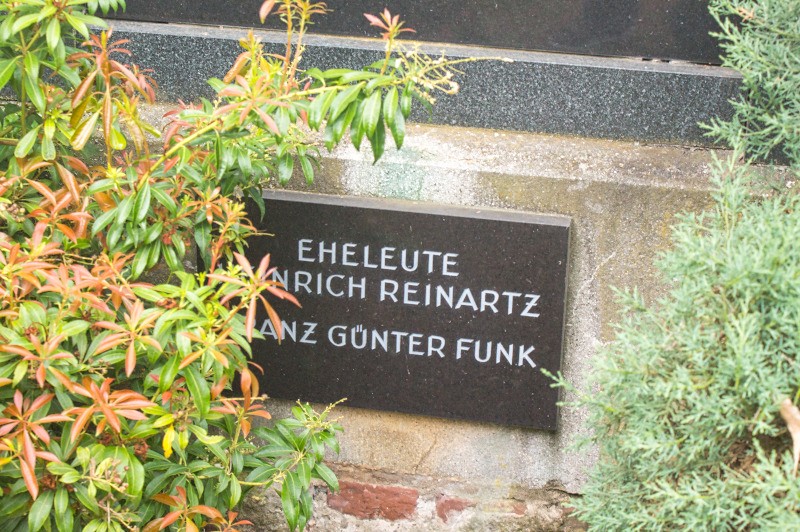 EHELEUTE
NRICH REINARTZ
ANZ GÜNTER FUNK